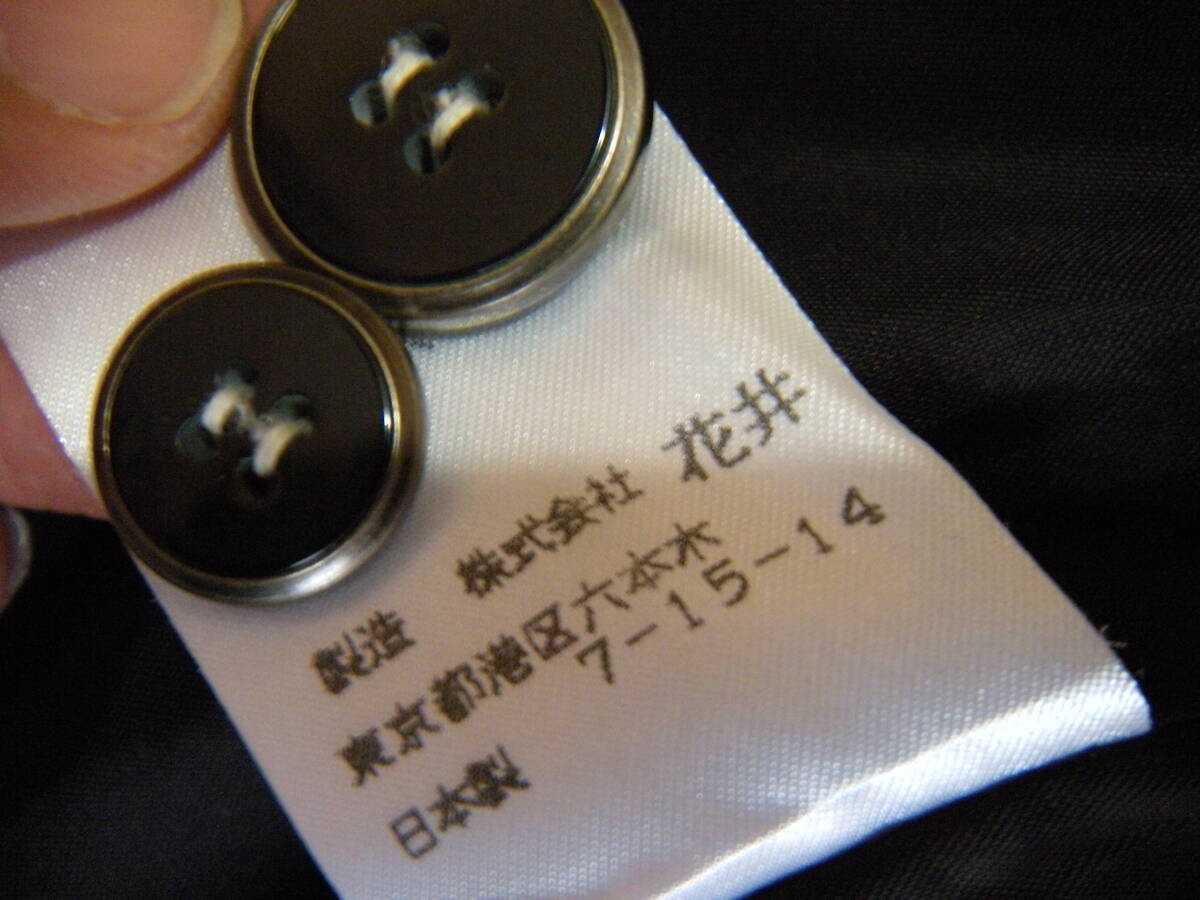 製造　株式会社 花井
東京都港区六本木
7-15-14
日本製